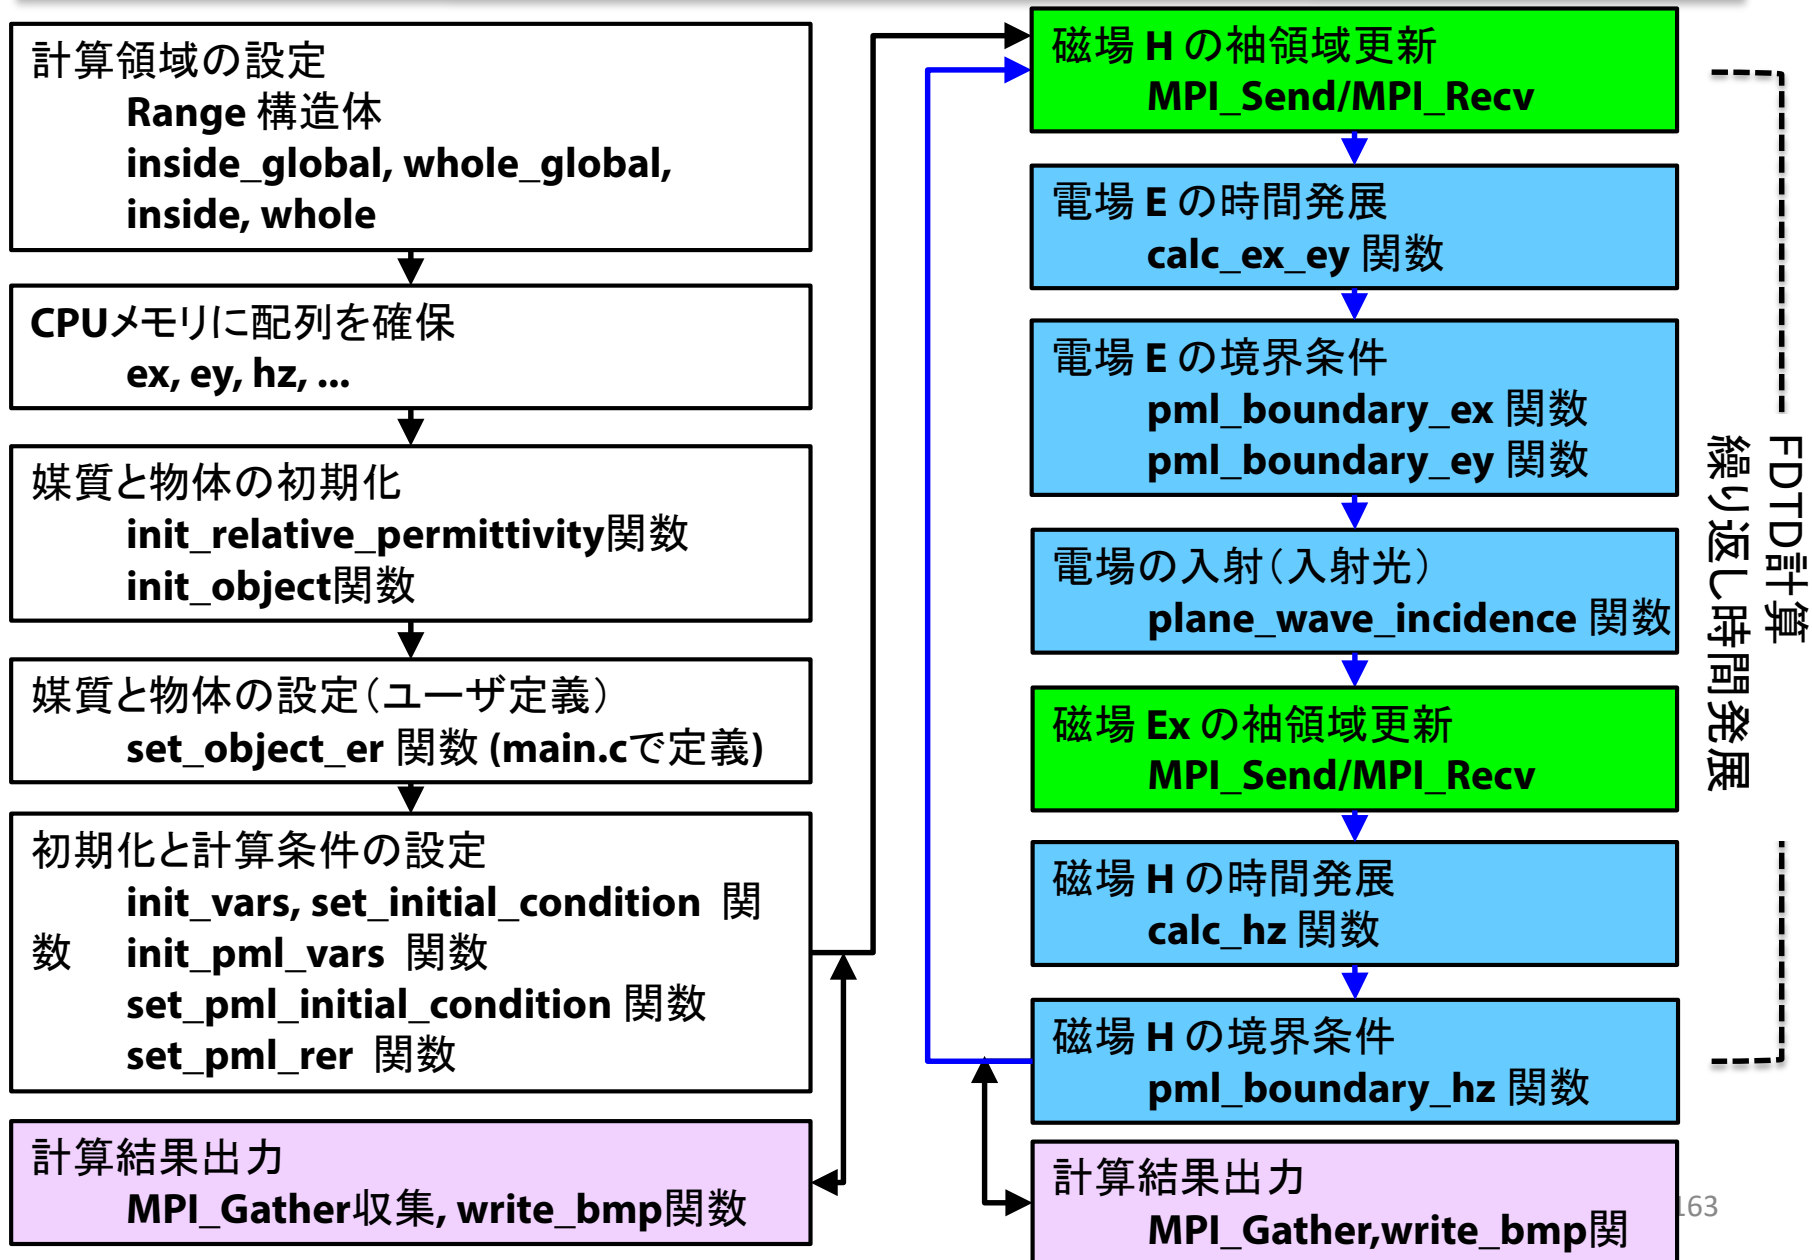 計算領域の設定
Range 構造体
inside_global, whole_global,
inside, whole
CPUメモリに配列を確保
ex, ey, hz, ...
媒質と物体の初期化
init_relative_permittivity関数
init_object関数
媒質と物体の設定（ユーザ定義）
set_object_er 関数 (main.cで定義)
初期化と計算条件の設定
init_vars, set_initial_condition 関
数 init_pml_vars 関数
set_pml_initial_condition 関数
set_pml_rer 関数
計算結果出力
MPI_Gather収集, write_bmp関数
磁場 H の袖領域更新
MPI_Send/MPI_Recv
電場 E の時間発展
calc_ex_ey 関数
電場 E の境界条件
pml_boundary_ex 関数
pml_boundary_ey 関数
電場の入射（入射光）
plane_wave_incidence 関数
磁場 Ex の袖領域更新
MPI_Send/MPI_Recv
磁場 H の時間発展
calc_hz 関数
磁場 H の境界条件
pml_boundary_hz 関数
計算結果出力
MPI_Gather,write_bmp関
FDTD計算
繰り返し時間発展
163